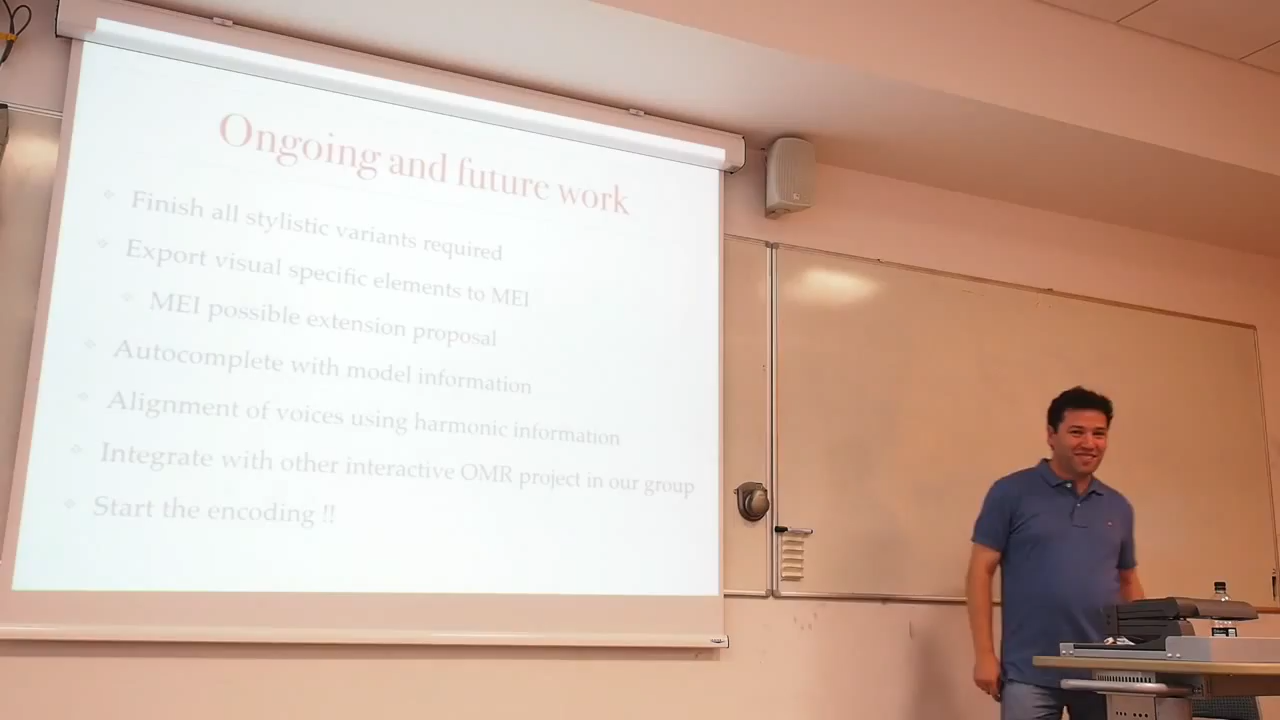 Ongoing and future work
Finish all stylistic variants required
Export visual specific elements to MEI
MEI possible extension proposal
Autocomplete with model information
Alignment of voices using harmonic information
Integrate with other interactive OMR project in our group
Start the encoding !!